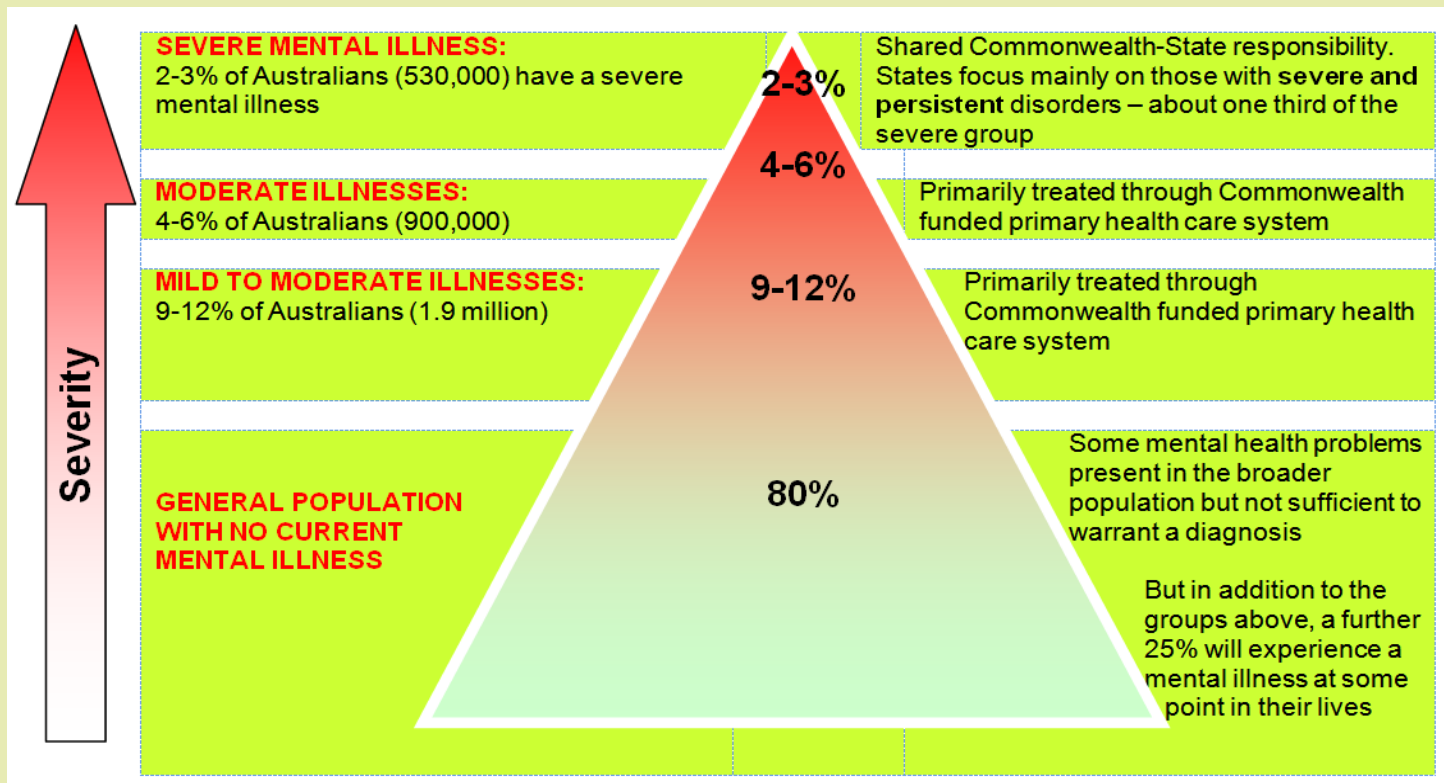 Severity
SEVERE MENTAL ILLNESS:
2-3% of Australians (530,000) have a severe
mental illness
2-3%
Shared Commonwealth-State responsibility.
States focus mainly on those with severe and
persistent disorders – about one third of the
severe group
MODERATE ILLNESSES:
4-6% of Australians (900,000)
4-6%
Primarily treated through Commonwealth
funded primary health care system
MILD TO MODERATE ILLNESSES:
9-12% of Australians (1.9 million)
9-12%
Primarily treated through
Commonwealth funded primary health
care system
GENERAL POPULATION
WITH NO CURRENT
MENTAL ILLNESS
80%
Some mental health problems
present in the broader
population but not sufficient to
warrant a diagnosis
But in addition to the
groups above, a further
25% will experience a
mental illness at some
point in their lives